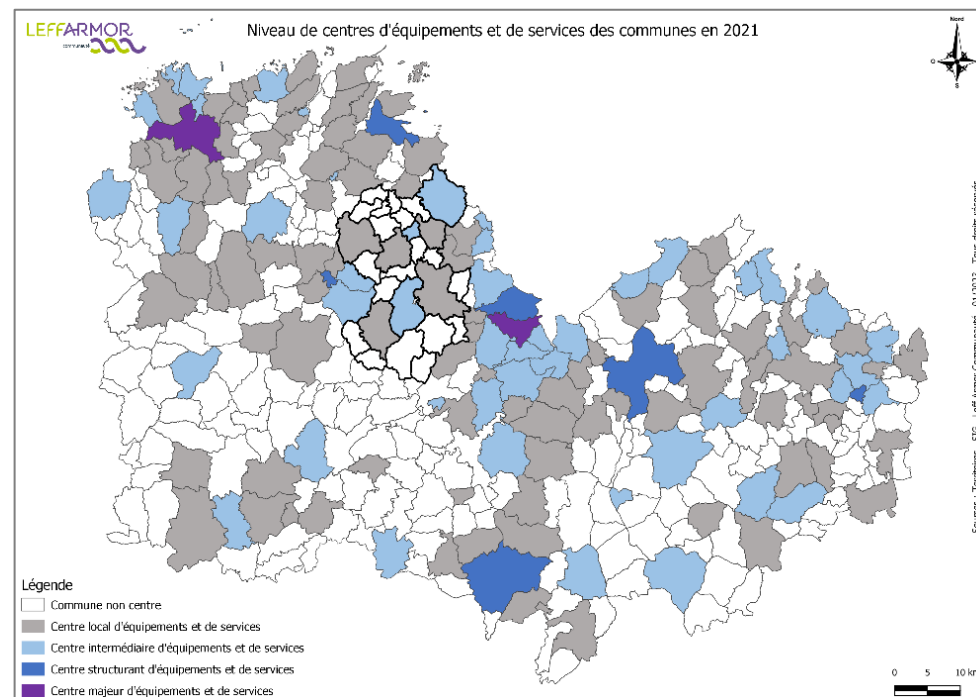 LEFFARMOR
communauté
Niveau de centres d'équipements et de services des communes en 2021
Nord
O
E
S
Légende
Commune non centre
Centre local d'équipements et de services
Centre intermédiaire d'équipements et de services
Centre structurant d'équipements et de services
Centre majeur d'équipements et de services
0 5 10 km